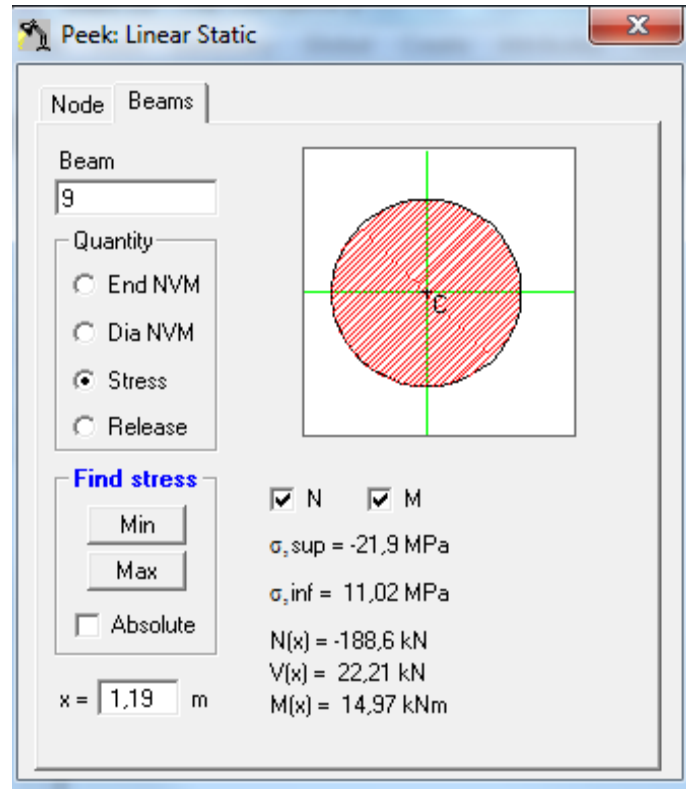 Peek: Linear Static
Node Beams
Beam
9
Quantity
End NVM
Dia NVM
Stress
Release
C
Find stress
Min
Max
Absolute
x = 1,19 m
N M
σ,sup = -21,9 MPa
σ,inf = 11,02 MPa
N(x) = -188,6 kN
V(x) = 22,21 kN
M(x) = 14,97 kNm